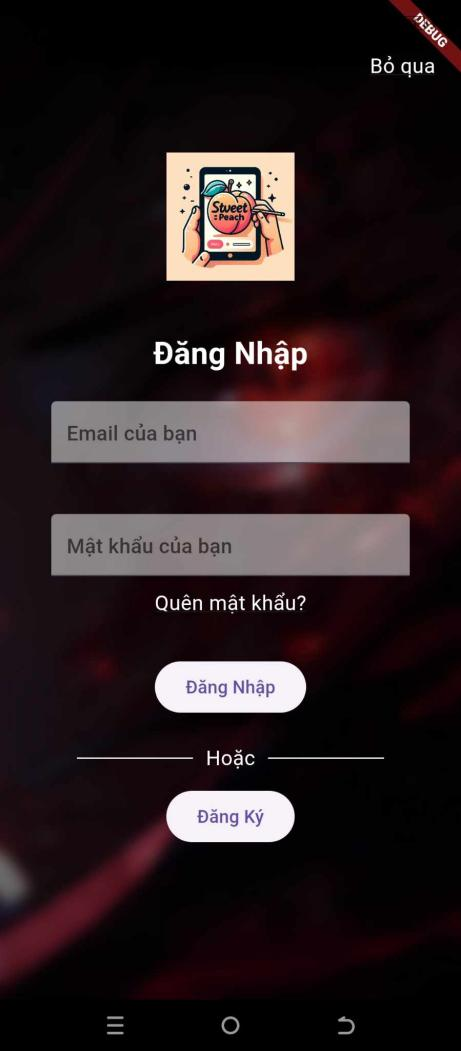 DEBUG
Bỏ qua
Sweet
Peach
Đăng Nhập
Email của bạn
Mật khẩu của bạn
Quên mật khẩu?
Đăng Nhập
Hoặc
Đăng Ký